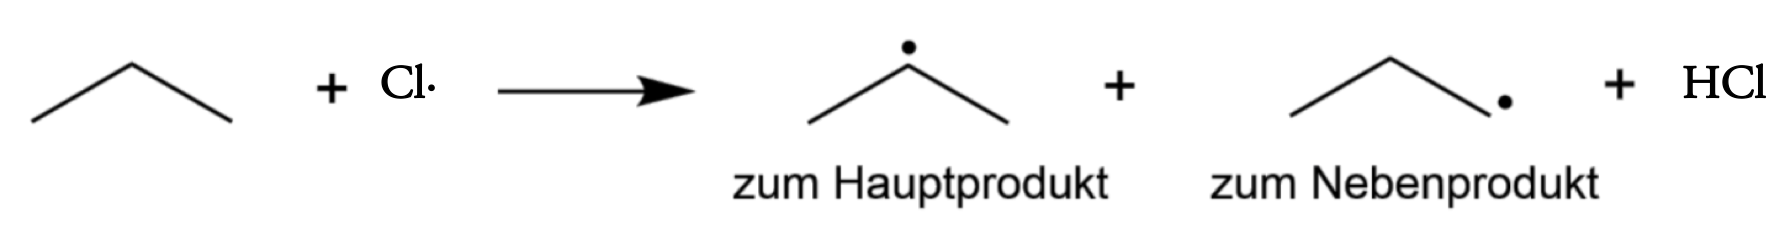 + Cl· + + HCl
zum Hauptprodukt zum Nebenprodukt